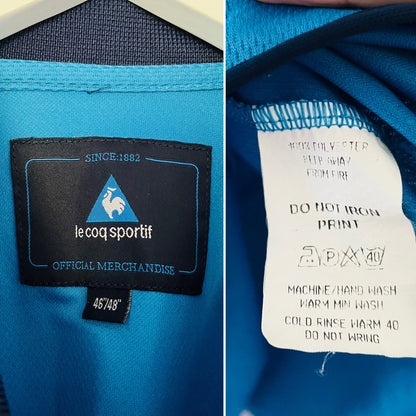 SINCE:1882
le coq sportif
OFFICIAL MERCHANDISE
46"/48"
100% POLYESTER
KEEP AWAY
FROM FIRE
DO NOT IRON
PRINT
P 40
MACHINE/HAND WASH
WARM MIN WASH
COLD RINSE WARM 40
DO NOT WRING